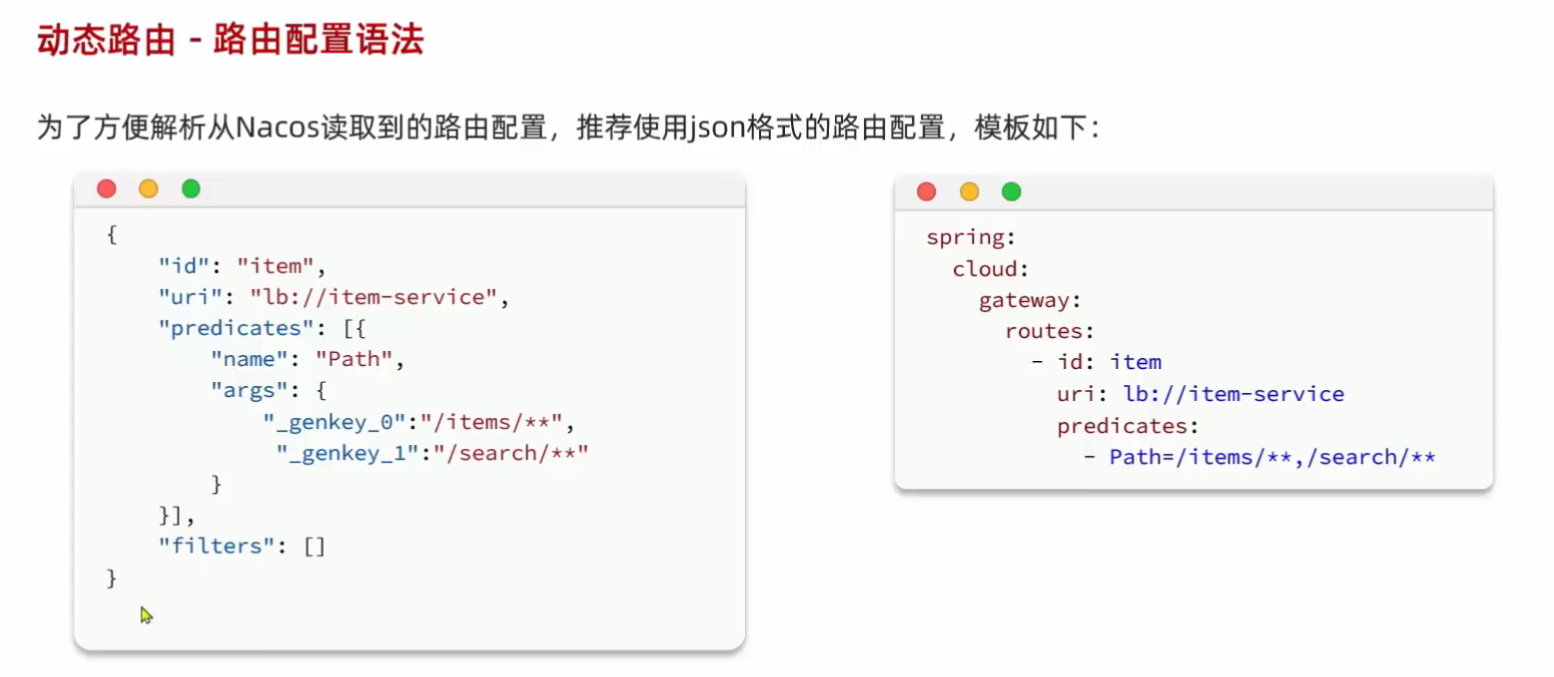 动态路由 - 路由配置语法
为了方便解析从Nacos读取到的路由配置，推荐使用json格式的路由配置，模板如下：
{
    "id": "item",
    "uri": "lb://item-service",
    "predicates": [{
        "name": "Path",
        "args": {
            "_genkey_0":"/items/**",
             "_genkey_1":"/search/**"
        }
    }],
    "filters": []
}
spring:
  cloud:
    gateway:
      routes:
        - id: item
          uri: lb://item-service
          predicates:
            - Path=/items/**,/search/**